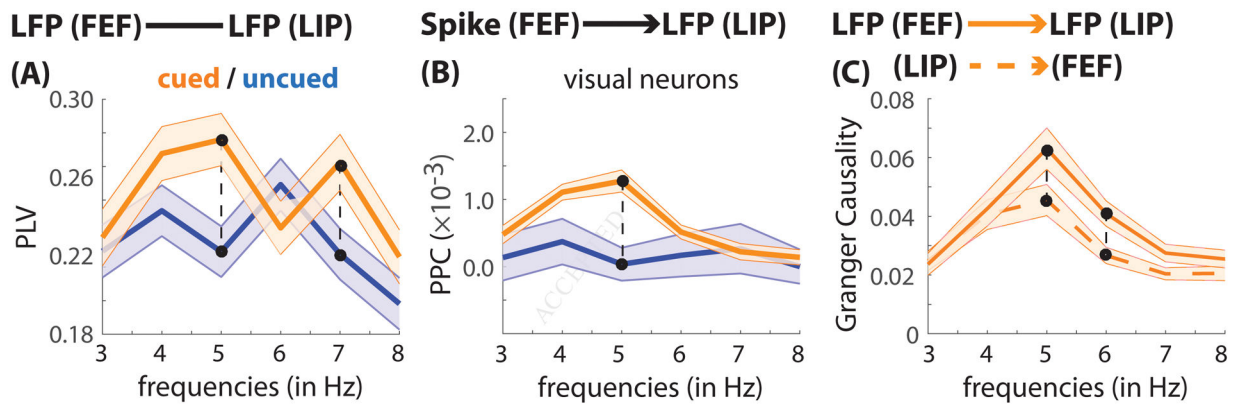 LFP (FEF) LFP (LIP)
(A) cued / uncued
PLV
0.30
0.26
0.22
0.18
3 4 5 6 7 8
frequencies (in Hz)
Spike (FEF) LFP (LIP)
(B) visual neurons
PPC (×10⁻³)
2.0
1.0
0.0
ACCEPTED
3 4 5 6 7 8
frequencies (in Hz)
LFP (FEF) LFP (LIP)
(C) (LIP) (FEF)
Granger Causality
0.08
0.06
0.04
0.02
0
3 4 5 6 7 8
frequencies (in Hz)